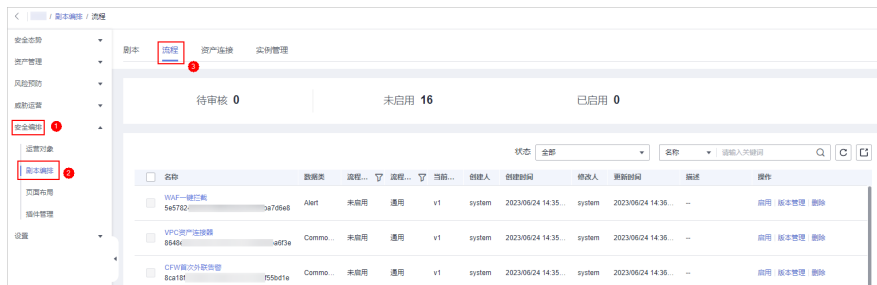 / 剧本编排 / 流程
安全态势
资产管理
风险预防
威胁运营
安全编排 1
运营对象
剧本编排 2
页面布局
插件管理
设置
剧本 流程 资产连接 实例管理
3
待审核 0 未启用 16 已启用 0
状态 全部 名称 请输入关键词
名称 数据类 流程... 流程... 当前... 创建人 创建时间 修改人 更新时间 描述 操作
WAF一键拦截
5e5782 ba7d6e8 Alert 未启用 通用 v1 system 2023/06/24 14:35... system 2023/06/24 14:36... -- 启用 版本管理 删除
VPC资产连接器
8648 a6f3e Commo... 未启用 通用 v1 system 2023/06/24 14:35... system 2023/06/24 14:36... -- 启用 版本管理 删除
CFW首次外联告警
8ca18f f55bd1e Commo... 未启用 通用 v1 system 2023/06/24 14:35... system 2023/06/24 14:36... -- 启用 版本管理 删除